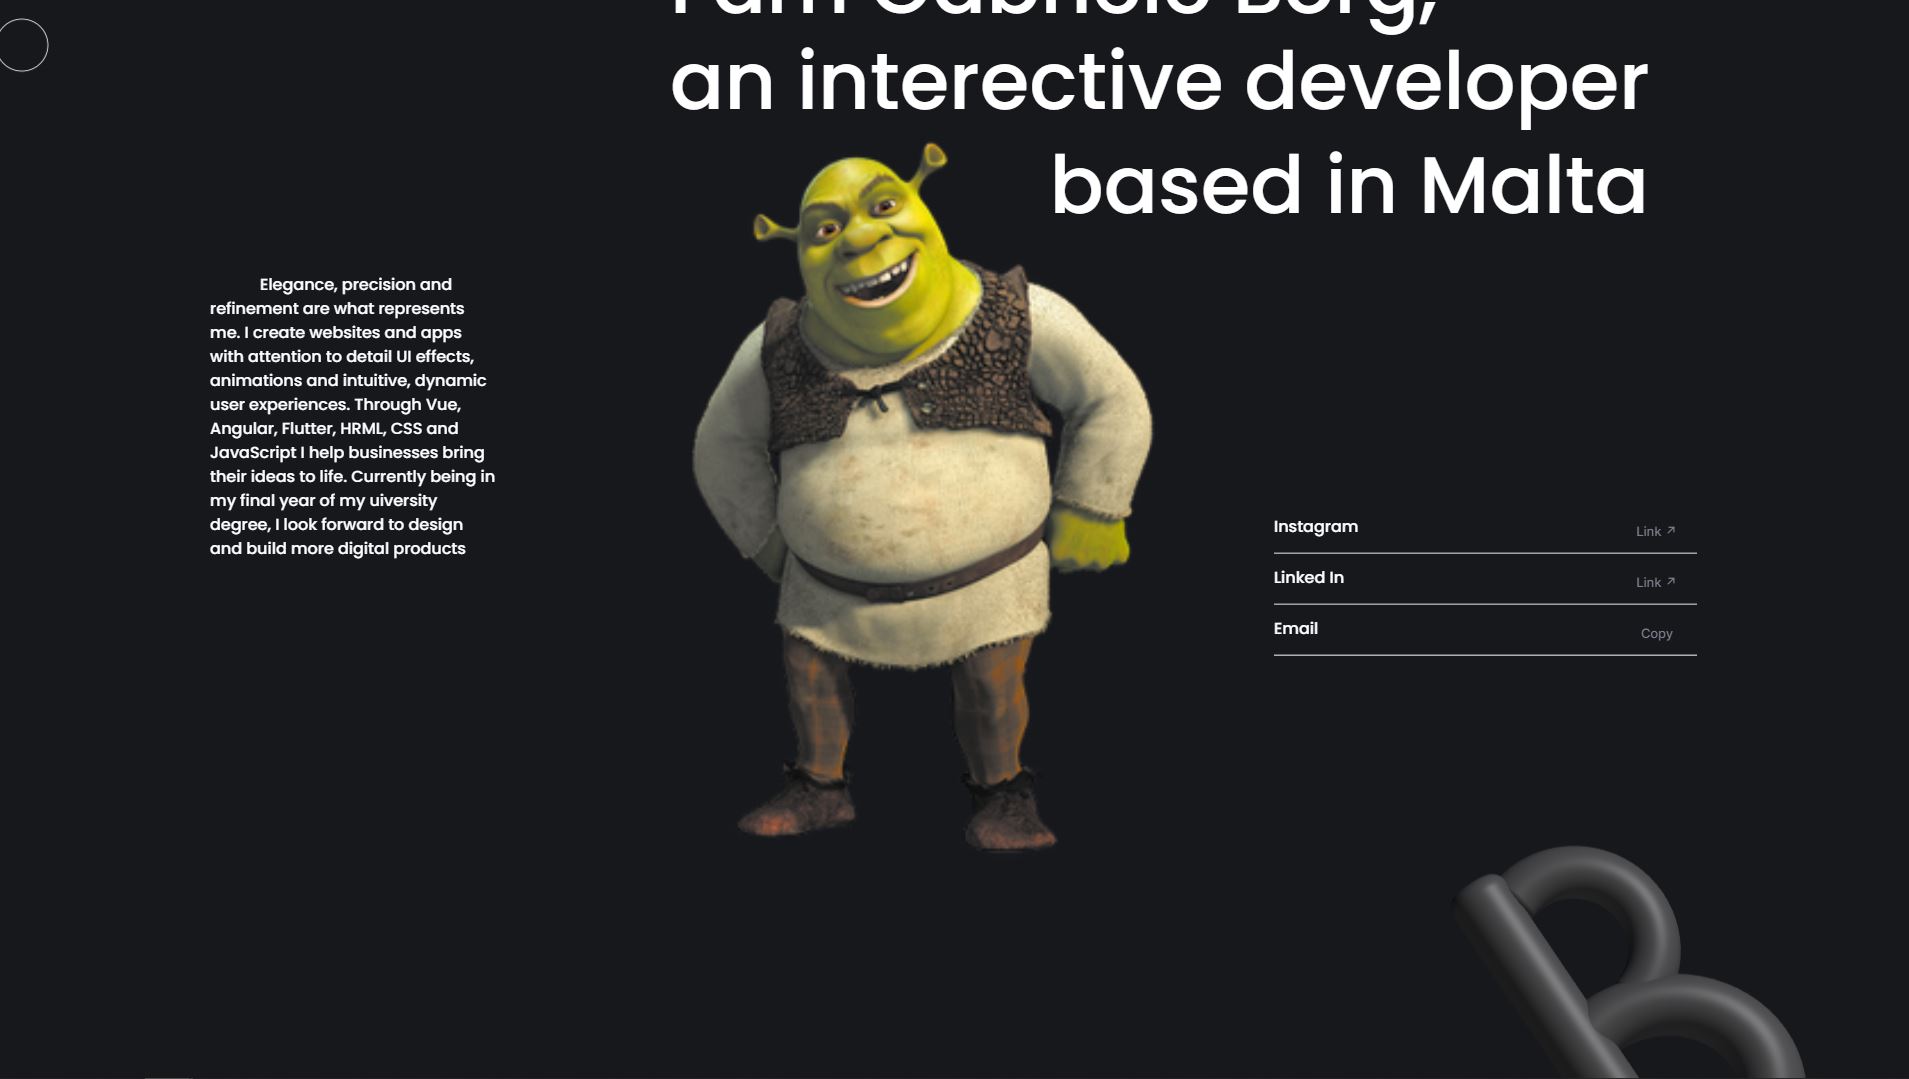 I am Gabriele Borg,
an interective developer
based in Malta
Elegance, precision and
refinement are what represents
me. I create websites and apps
with attention to detail UI effects,
animations and intuitive, dynamic
user experiences. Through Vue,
Angular, Flutter, HRML, CSS and
JavaScript I help businesses bring
their ideas to life. Currently being in
my final year of my uiversity
degree, I look forward to design
and build more digital products
Instagram Link ↗
Linked In Link ↗
Email Copy
B